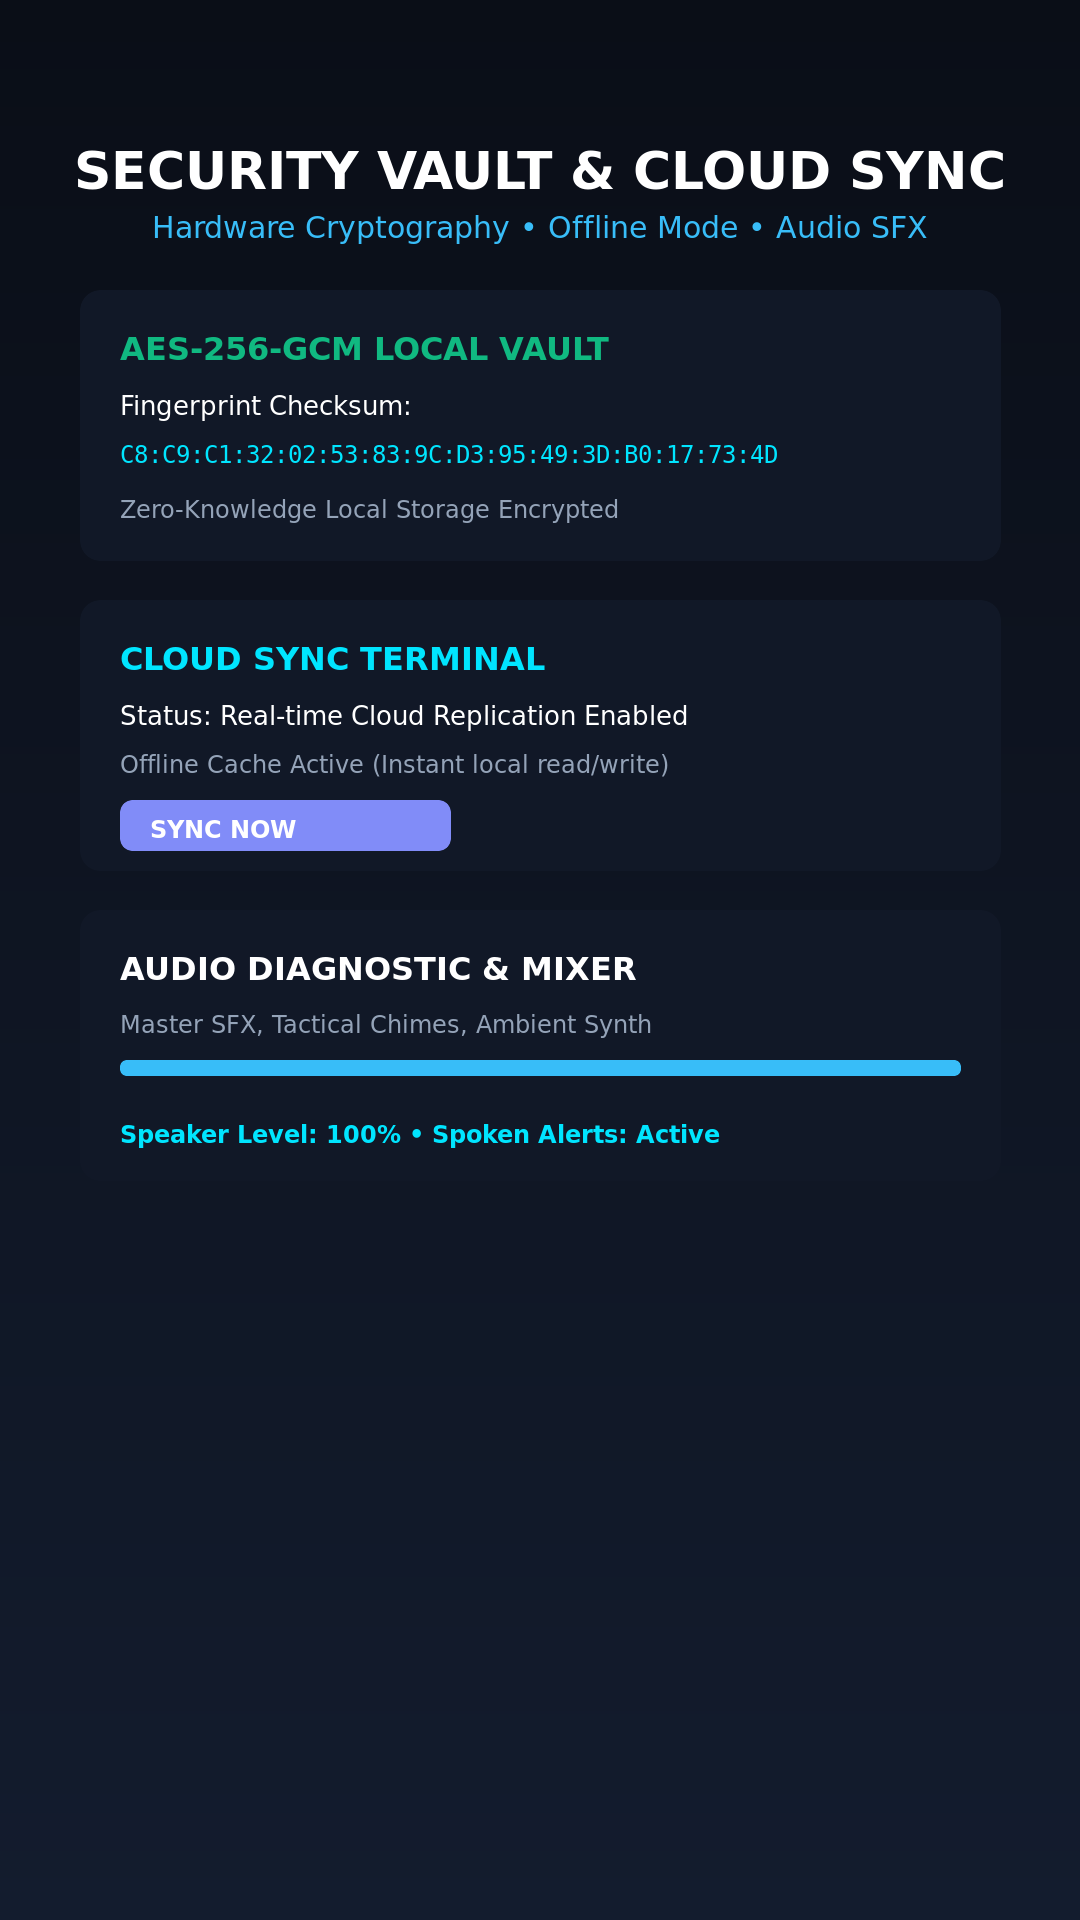 SECURITY VAULT & CLOUD SYNC
Hardware Cryptography • Offline Mode • Audio SFX
AES-256-GCM LOCAL VAULT
Fingerprint Checksum:
C8:C9:C1:32:02:53:83:9C:D3:95:49:3D:B0:17:73:4D
Zero-Knowledge Local Storage Encrypted
CLOUD SYNC TERMINAL
Status: Real-time Cloud Replication Enabled
Offline Cache Active (Instant local read/write)
SYNC NOW
AUDIO DIAGNOSTIC & MIXER
Master SFX, Tactical Chimes, Ambient Synth
Speaker Level: 100% • Spoken Alerts: Active